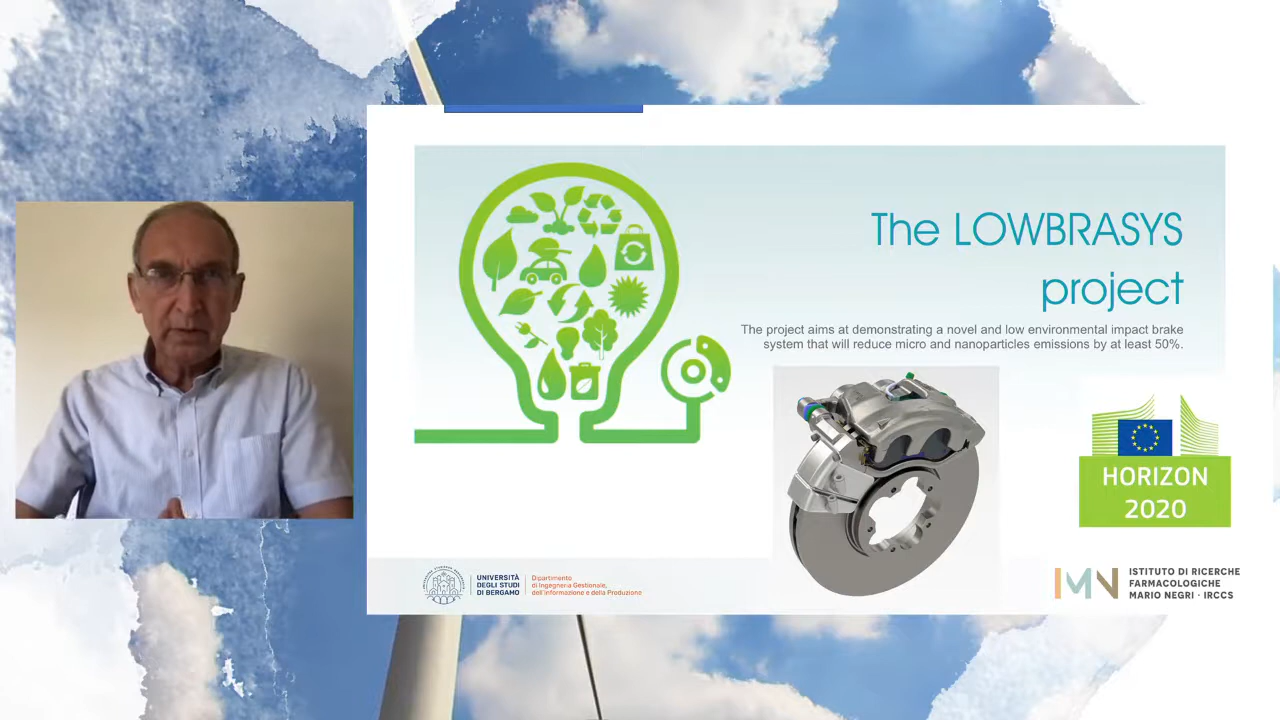 The LOWBRASYS
project
The project aims at demonstrating a novel and low environmental impact brake
system that will reduce micro and nanoparticles emissions by at least 50%.
HORIZON
2020
UNIVERSITÀ
DEGLI STUDI
DI BERGAMO
Dipartimento
di Ingegneria Gestionale,
dell'Informazione e della Produzione
IMN
ISTITUTO DI RICERCHE
FARMACOLOGICHE
MARIO NEGRI · IRCCS